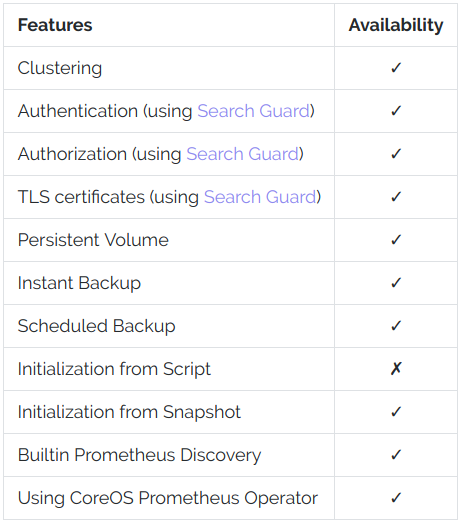 Features Availability
Clustering ✓
Authentication (using Search Guard) ✓
Authorization (using Search Guard) ✓
TLS certificates (using Search Guard) ✓
Persistent Volume ✓
Instant Backup ✓
Scheduled Backup ✓
Initialization from Script ✗
Initialization from Snapshot ✓
Builtin Prometheus Discovery ✓
Using CoreOS Prometheus Operator ✓